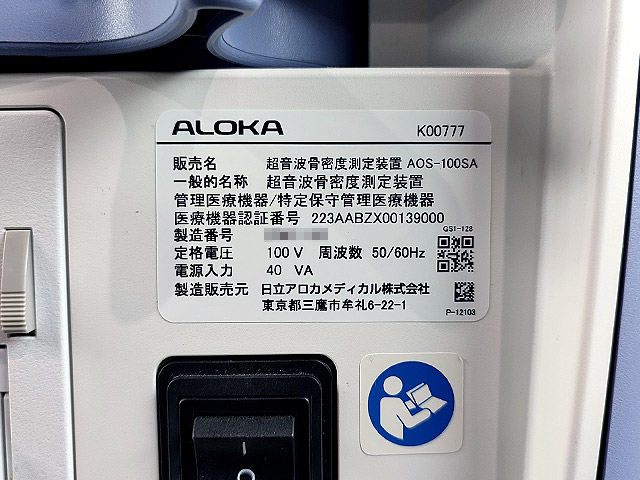 ALOKA K00777
販売名 超音波骨密度測定装置 AOS-100SA
一般的名称 超音波骨密度測定装置
管理医療機器/特定保守管理医療機器
医療機器認証番号 223AABZX00139000
製造番号
GS1-128
定格電圧 100 V 周波数 50/60Hz
電源入力 40 VA
製造販売元 日立アロカメディカル株式会社
東京都三鷹市牟礼6-22-1
P-12103